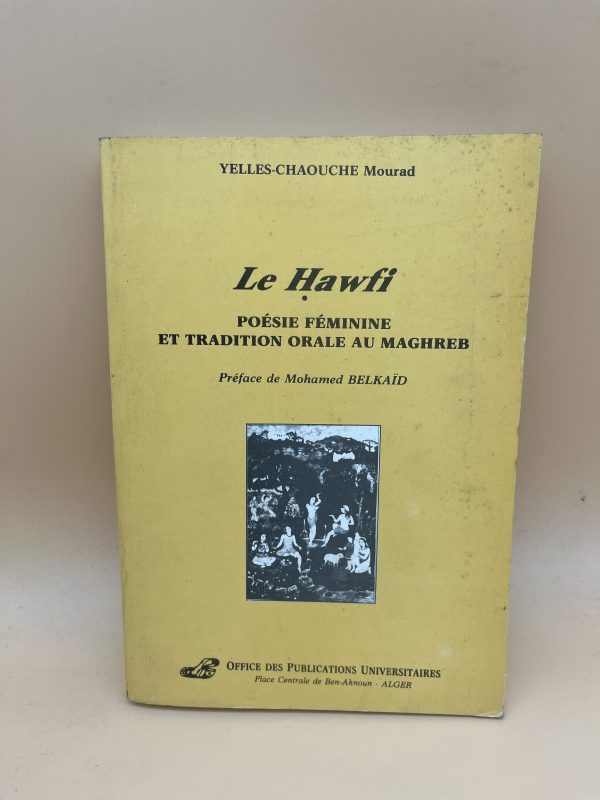 YELLES-CHAOUCHE Mourad
Le Ḥawfi
POÉSIE FÉMININE
ET TRADITION ORALE AU MAGHREB
Préface de Mohamed BELKAÏD
OFFICE DES PUBLICATIONS UNIVERSITAIRES
Place Centrale de Ben-Aknoun - ALGER